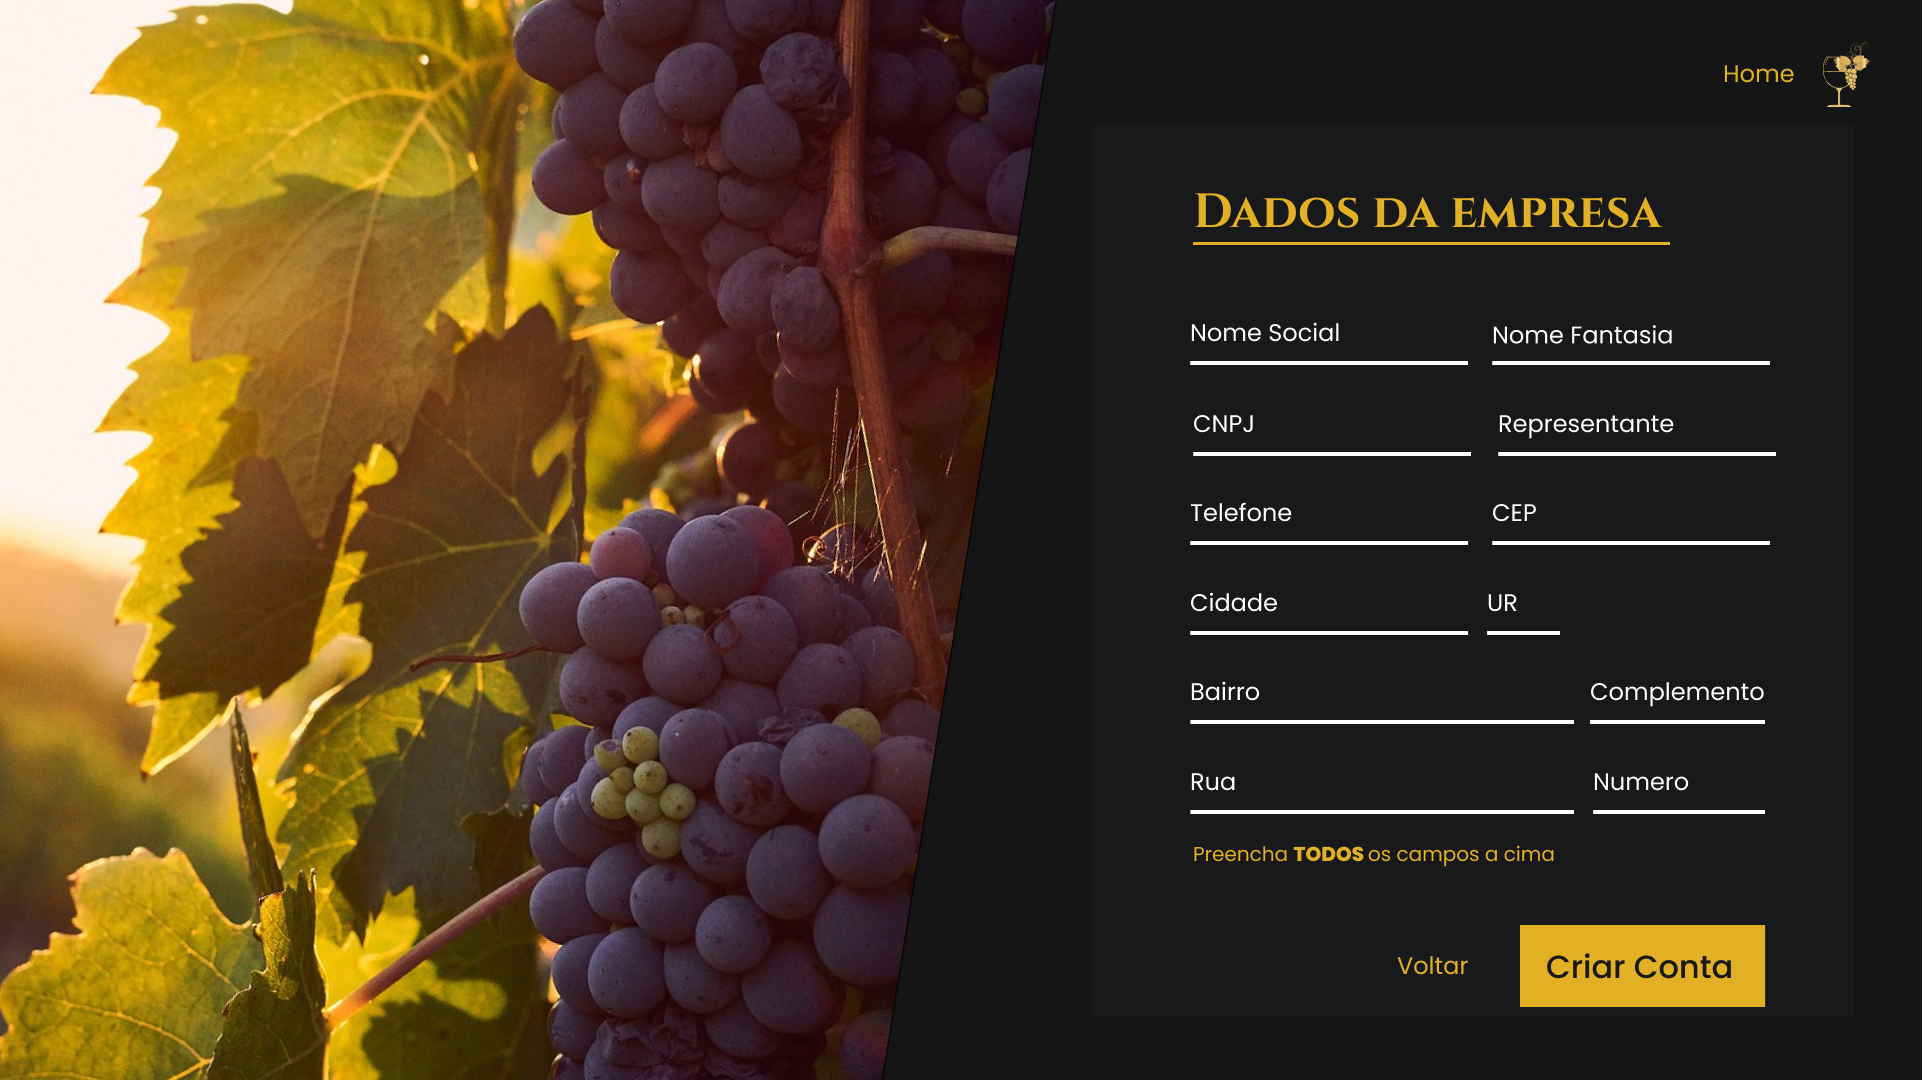 Home
Dados da empresa
Nome Social Nome Fantasia
CNPJ Representante
Telefone CEP
Cidade UR
Bairro Complemento
Rua Numero
Preencha TODOS os campos a cima
Voltar Criar Conta